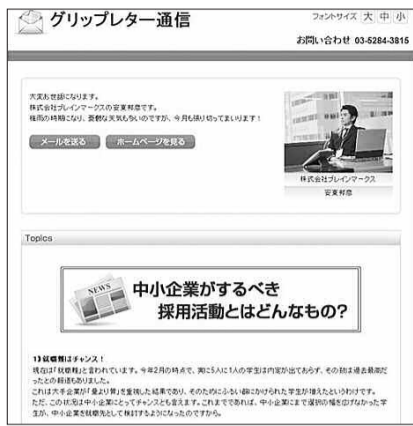 グリップレター通信
フォントサイズ 大 中 小
お問い合わせ 03-5284-3815
大変お世話になります。
株式会社ブレインマークスの安東邦彦です。
梅雨の時期になり、憂鬱な天気も多いのですが、今月も張り切ってまいります！
メールを送る ホームページを見る
株式会社ブレインマークス
安東邦彦
Topics
NEWS
中小企業がするべき
採用活動とはどんなもの?
1)就職難はチャンス！
現在は「就職難」と言われています。今年2月の時点で、実に5人に1人の学生は内定が出ておらず、その数は過去最悪だ
ったとの報道もありました。
これは大手企業が「量より質」を重視した結果であり、そのためにふるい餅にかけられた学生が増えたというわけです。
ただ、この状況は中小企業にとってチャンスとも言えます。これまでであれば、中小企業にまで選択の幅を広げなかった学
生が、中小企業を就職先として検討するようになったのですから。